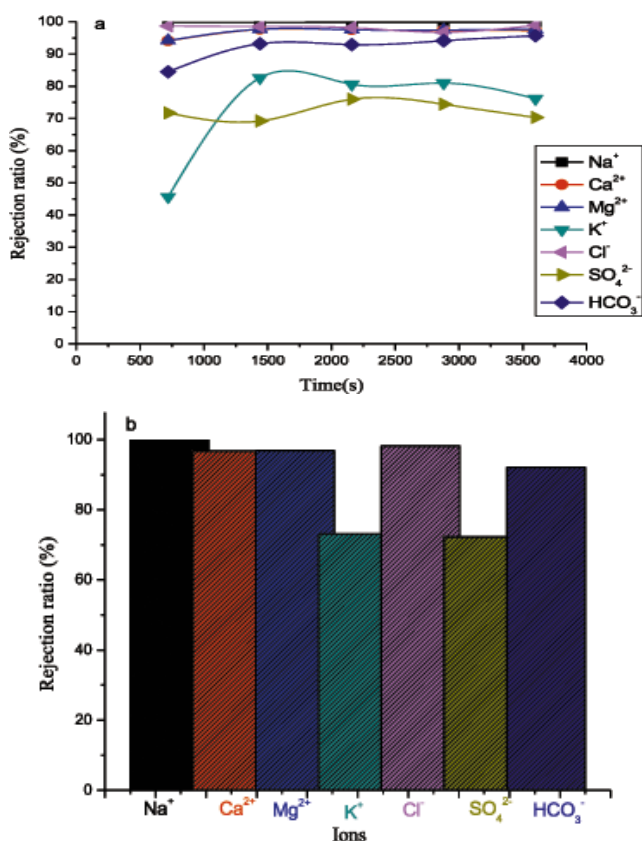 a
100
90
80
70
60
50
40
30
20
10
0
Rejection ratio (%)
0 500 1000 1500 2000 2500 3000 3500 4000
Time(s)
Na⁺
Ca²⁺
Mg²⁺
K⁺
Cl⁻
SO₄²⁻
HCO₃⁻
b
100
80
60
40
20
0
Rejection ratio (%)
Na⁺ Ca²⁺ Mg²⁺ K⁺ Cl⁻ SO₄²⁻ HCO₃⁻
Ions